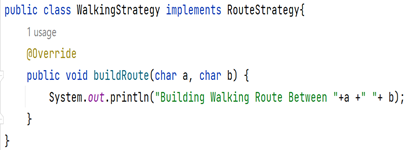 public class WalkingStrategy implements RouteStrategy{
1 usage
@Override
public void buildRoute(char a, char b) {
System.out.println("Building Walking Route Between "+a +" "+ b);
}
}